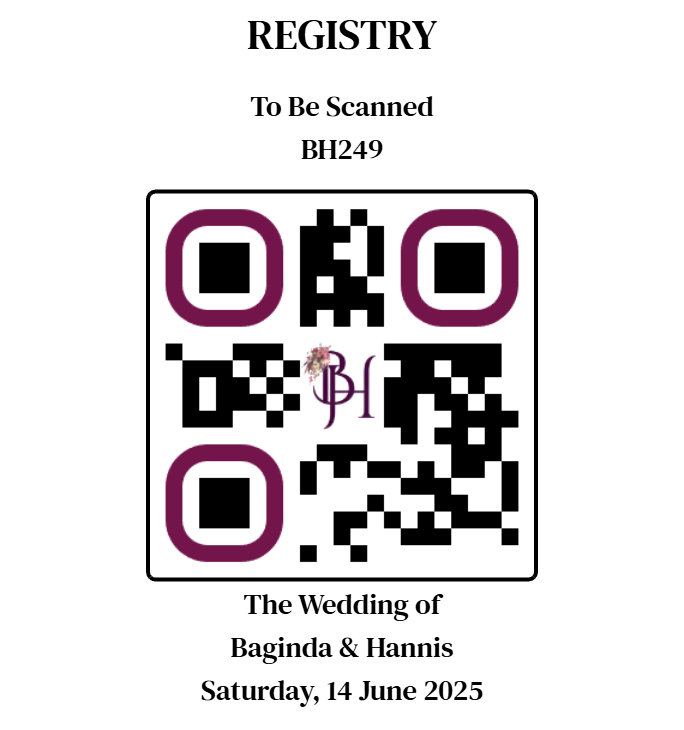 REGISTRY
To Be Scanned
BH249
BH
The Wedding of
Baginda & Hannis
Saturday, 14 June 2025